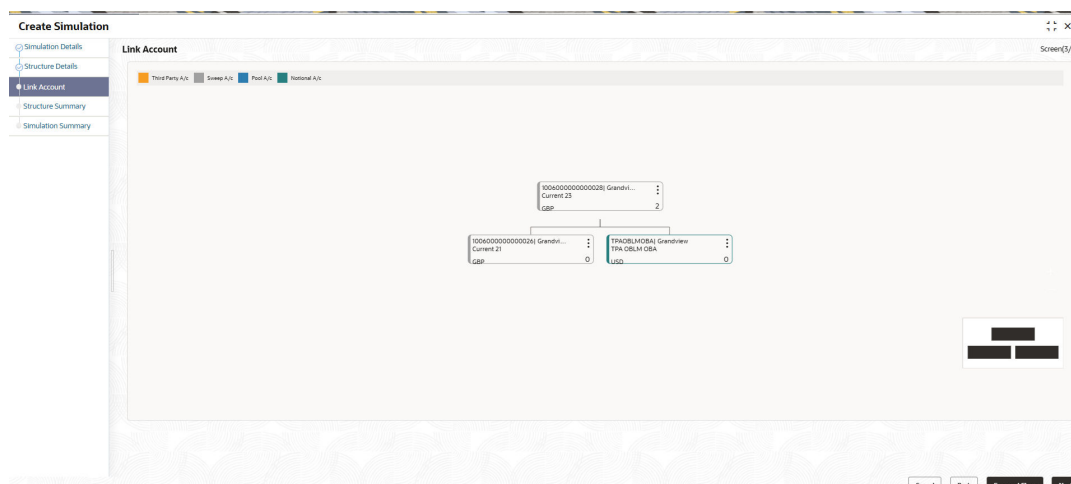 Create Simulation
Simulation Details
Structure Details
Link Account
Structure Summary
Simulation Summary
Link Account
Screen(3/
Third Party A/c Sweep A/c Pool A/c Notional A/c
1006000000000028| Grandvi...
Current 23
GBP 2
1006000000000026| Grandvi...
Current 21
GBP 0
TPAOBLMOBA| Grandview
TPA OBLM OBA
USD 0